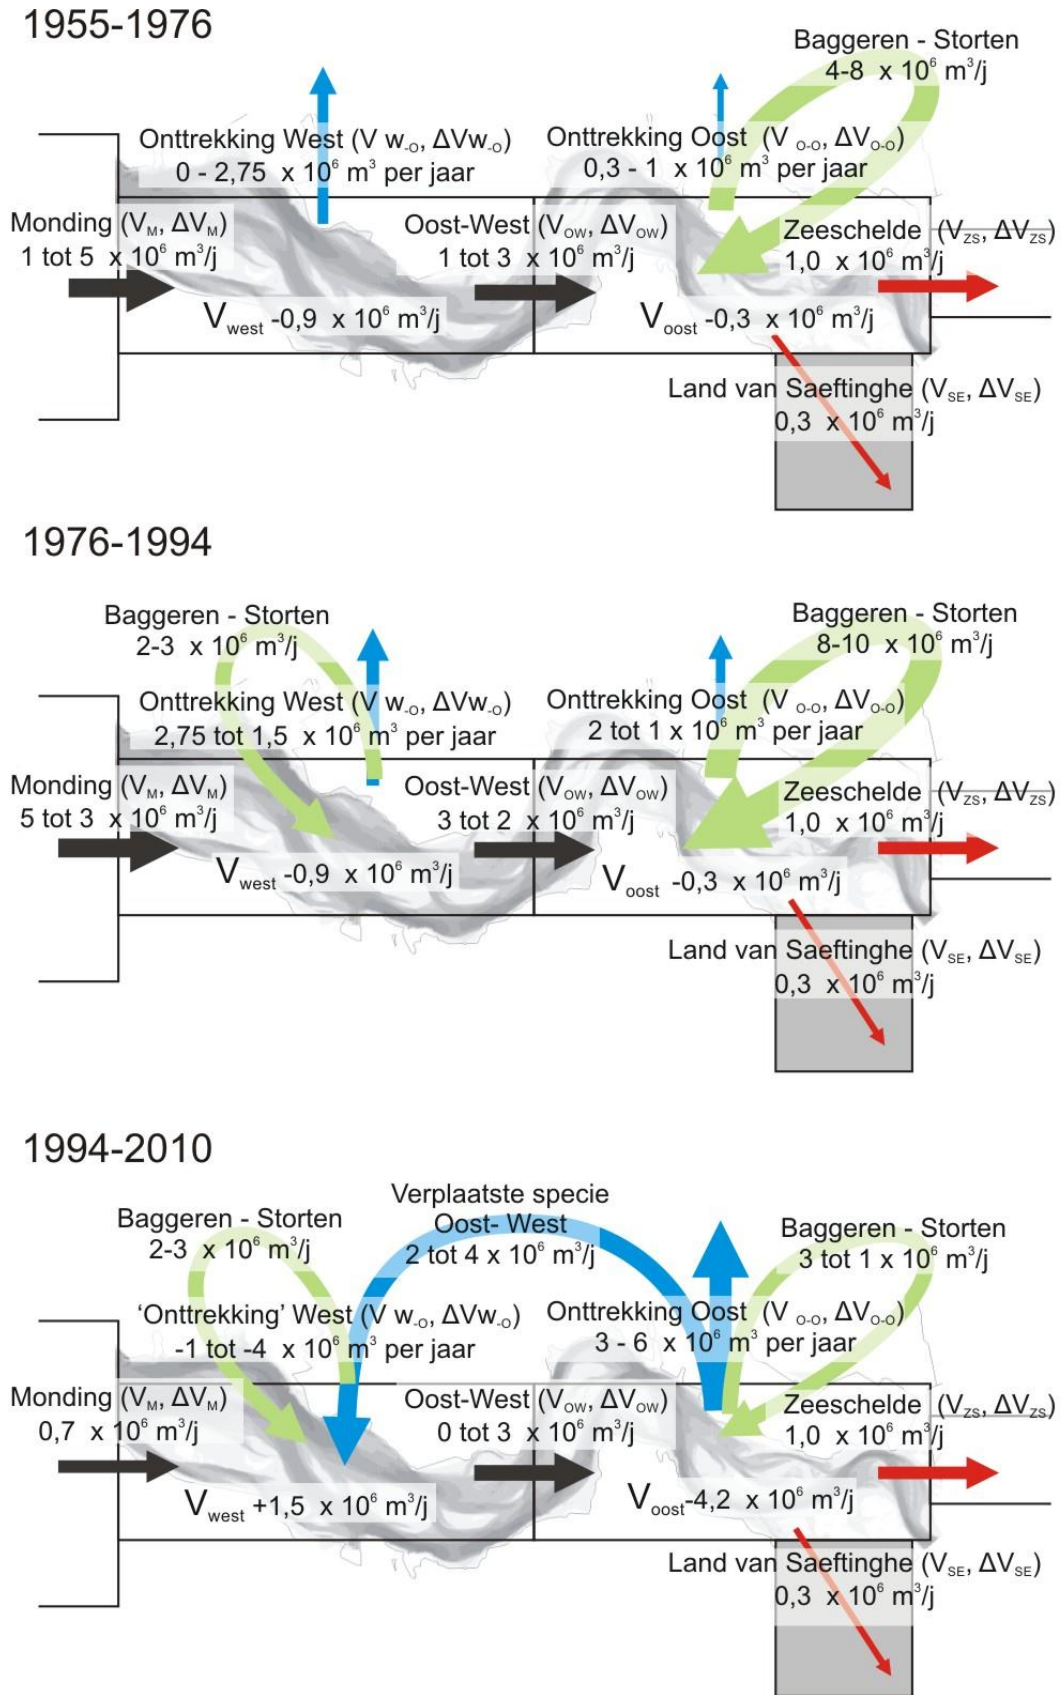 1955-1976
Baggeren - Storten
4-8 x 10⁶ m³/j
Onttrekking West (V w-o, ΔVw-o)
0 - 2,75 x 10⁶ m³ per jaar
Onttrekking Oost (V o-o, ΔVo-o)
0,3 - 1 x 10⁶ m³ per jaar
Monding (VM, ΔVM)
1 tot 5 x 10⁶ m³/j
Oost-West (VOW, ΔVOW)
1 tot 3 x 10⁶ m³/j
Zeeschelde (VZS, ΔVZS)
1,0 x 10⁶ m³/j
Vwest -0,9 x 10⁶ m³/j
Voost -0,3 x 10⁶ m³/j
Land van Saeftinghe (VSE, ΔVSE)
0,3 x 10⁶ m³/j
1976-1994
Baggeren - Storten
2-3 x 10⁶ m³/j
Baggeren - Storten
8-10 x 10⁶ m³/j
Onttrekking West (V w-o, ΔVw-o)
2,75 tot 1,5 x 10⁶ m³ per jaar
Onttrekking Oost (V o-o, ΔVo-o)
2 tot 1 x 10⁶ m³ per jaar
Monding (VM, ΔVM)
5 tot 3 x 10⁶ m³/j
Oost-West (VOW, ΔVOW)
3 tot 2 x 10⁶ m³/j
Zeeschelde (VZS, ΔVZS)
1,0 x 10⁶ m³/j
Vwest -0,9 x 10⁶ m³/j
Voost -0,3 x 10⁶ m³/j
Land van Saeftinghe (VSE, ΔVSE)
0,3 x 10⁶ m³/j
1994-2010
Baggeren - Storten
2-3 x 10⁶ m³/j
Verplaatste specie
Oost- West
2 tot 4 x 10⁶ m³/j
Baggeren - Storten
3 tot 1 x 10⁶ m³/j
'Onttrekking' West (V w-o, ΔVw-o)
-1 tot -4 x 10⁶ m³ per jaar
Onttrekking Oost (V o-o, ΔVo-o)
3 - 6 x 10⁶ m³ per jaar
Monding (VM, ΔVM)
0,7 x 10⁶ m³/j
Oost-West (VOW, ΔVOW)
0 tot 3 x 10⁶ m³/j
Zeeschelde (VZS, ΔVZS)
1,0 x 10⁶ m³/j
Vwest +1,5 x 10⁶ m³/j
Voost-4,2 x 10⁶ m³/j
Land van Saeftinghe (VSE, ΔVSE)
0,3 x 10⁶ m³/j